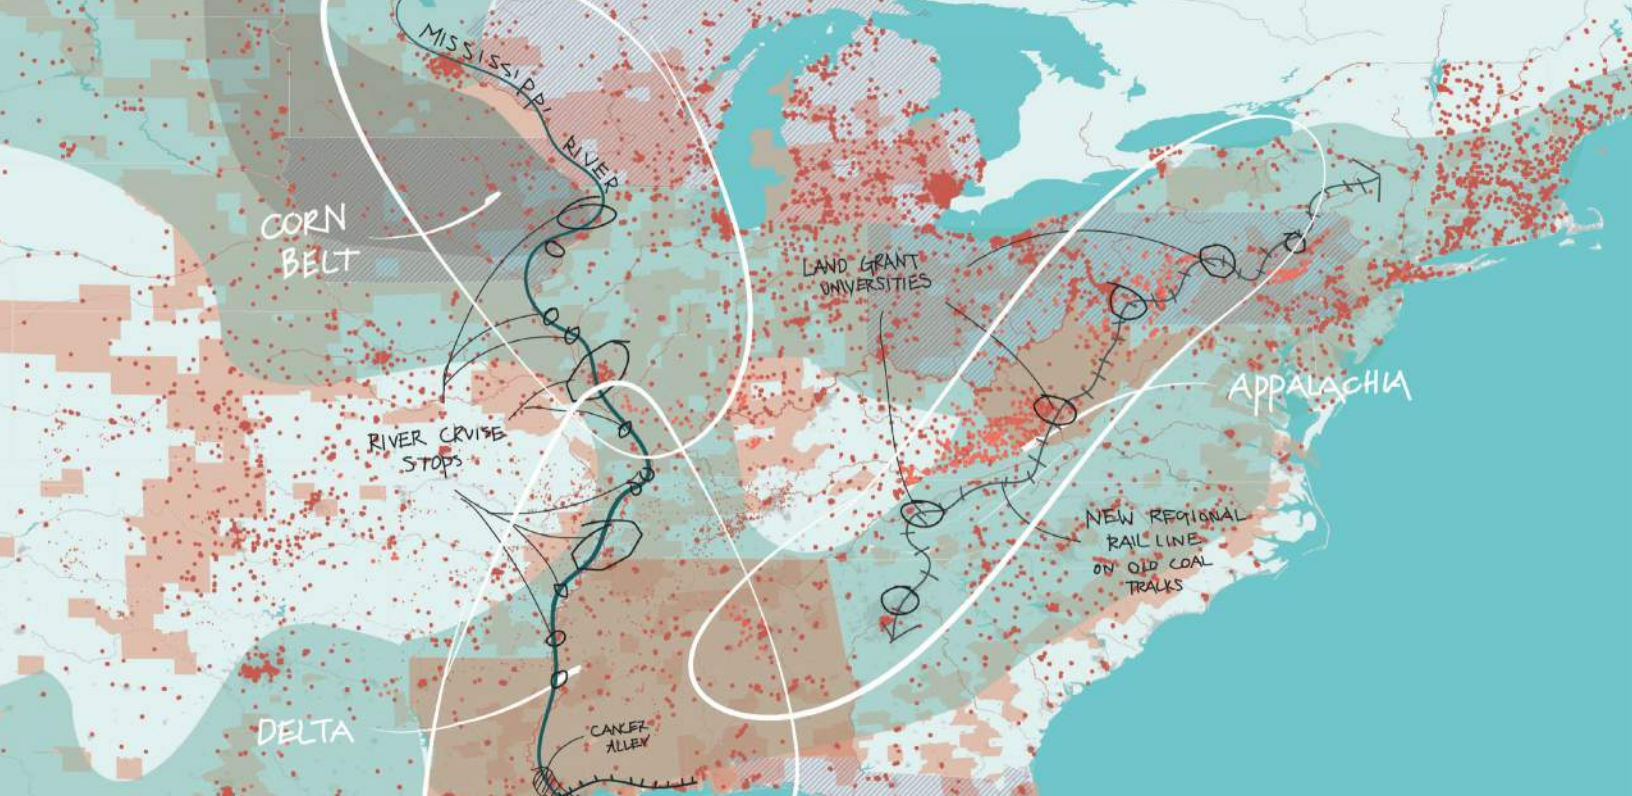 MISSISSIPPI
RIVER
CORN
BELT
LAND GRANT
UNIVERSITIES
APPALACHIA
RIVER CRUISE
STOPS
NEW REGIONAL
RAIL LINE
ON OLD COAL
TRACKS
DELTA
CANCER
ALLEY